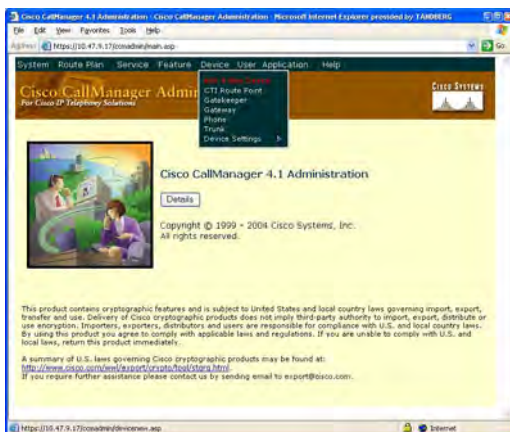 Cisco CallManager 4.1 Administration - Cisco CallManager Administration - Microsoft Internet Explorer provided by TANDBERG
File Edit View Favorites Tools Help
Address https://10.47.9.17/ccmadmin/main.asp Go
System Route Plan Service Feature Device User Application Help
Cisco CallManager Admin
For Cisco IP Telephony Solutions
CISCO SYSTEMS
Add a New Device
CTI Route Point
Gatekeeper
Gateway
Phone
Trunk
Device Settings
Cisco CallManager 4.1 Administration
Details
Copyright © 1999 - 2004 Cisco Systems, Inc.
All rights reserved.
This product contains cryptographic features and is subject to United States and local country laws governing import, export,
transfer and use. Delivery of Cisco cryptographic products does not imply third-party authority to import, export, distribute or
use encryption. Importers, exporters, distributors and users are responsible for compliance with U.S. and local country laws.
By using this product you agree to comply with applicable laws and regulations. If you are unable to comply with U.S. and
local laws, return this product immediately.
A summary of U.S. laws governing Cisco cryptographic products may be found at:
http://www.cisco.com/wwl/export/crypto/tool/stqrg.html.
If you require further assistance please contact us by sending email to export@cisco.com.
https://10.47.9.17/ccmadmin/devicenew.asp Internet